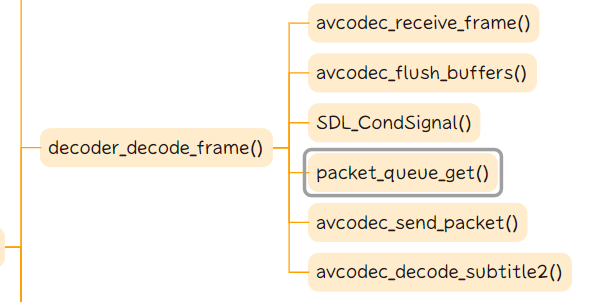 avcodec_receive_frame()
avcodec_flush_buffers()
SDL_CondSignal()
decoder_decode_frame()
packet_queue_get()
avcodec_send_packet()
avcodec_decode_subtitle2()